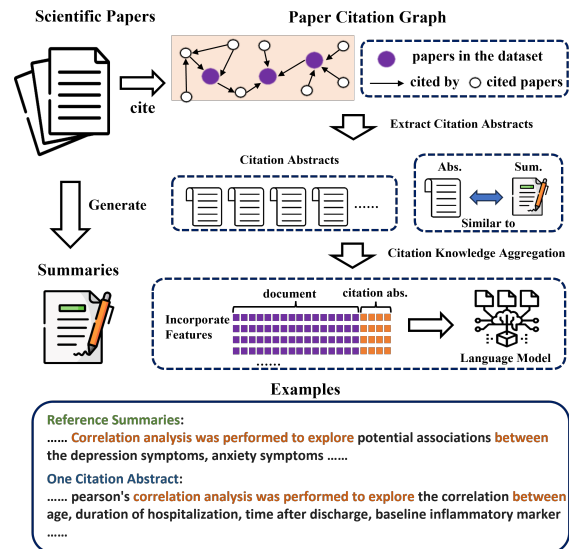 Scientific Papers
Paper Citation Graph
cite
papers in the dataset
cited by
cited papers
Extract Citation Abstracts
Citation Abstracts
......
Abs.
Sum.
Similar to
Generate
Citation Knowledge Aggregation
Summaries
document
citation abs.
Incorporate
Features
......
Language Model
Examples
Reference Summaries:
...... Correlation analysis was performed to explore potential associations between
the depression symptoms, anxiety symptoms ......
One Citation Abstract:
...... pearson's correlation analysis was performed to explore the correlation between
age, duration of hospitalization, time after discharge, baseline inflammatory marker
......